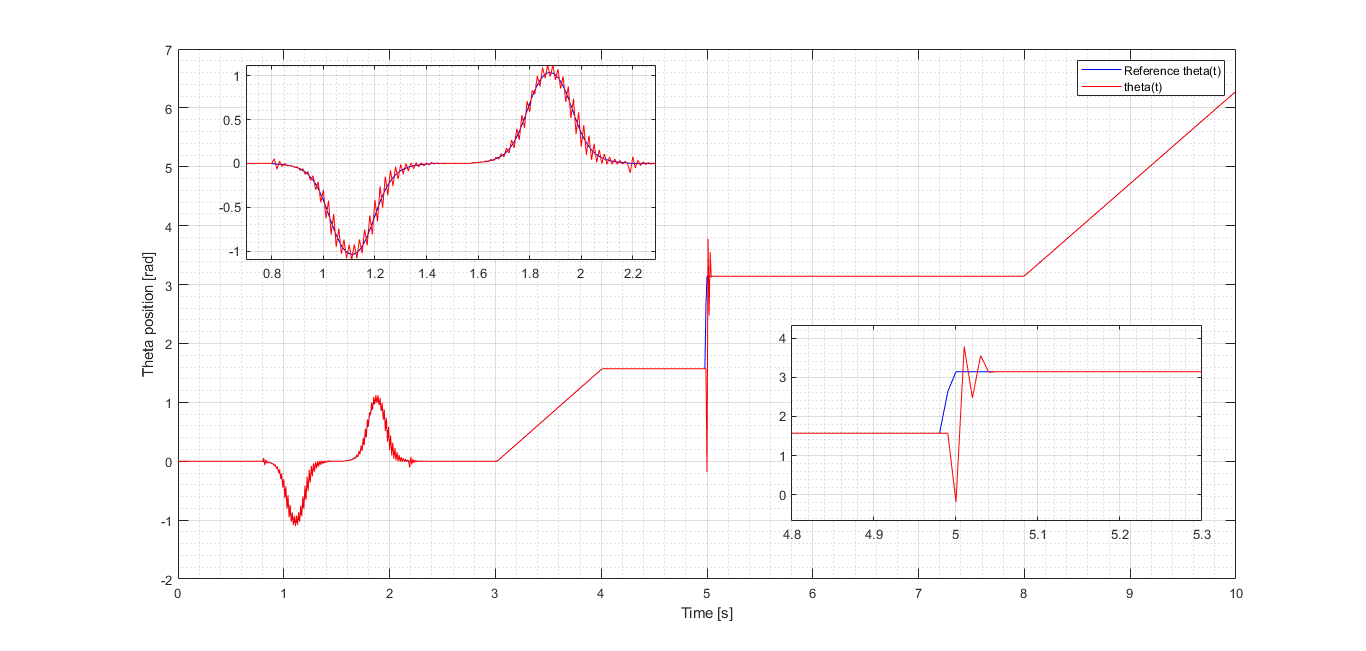 7
6
5
4
3
2
1
0
-1
-2
Theta position [rad]
0 1 2 3 4 5 6 7 8 9 10
Time [s]
1
0.5
0
-0.5
-1
0.8 1 1.2 1.4 1.6 1.8 2 2.2
Reference theta(t)
theta(t)
4
3
2
1
0
4.8 4.9 5 5.1 5.2 5.3